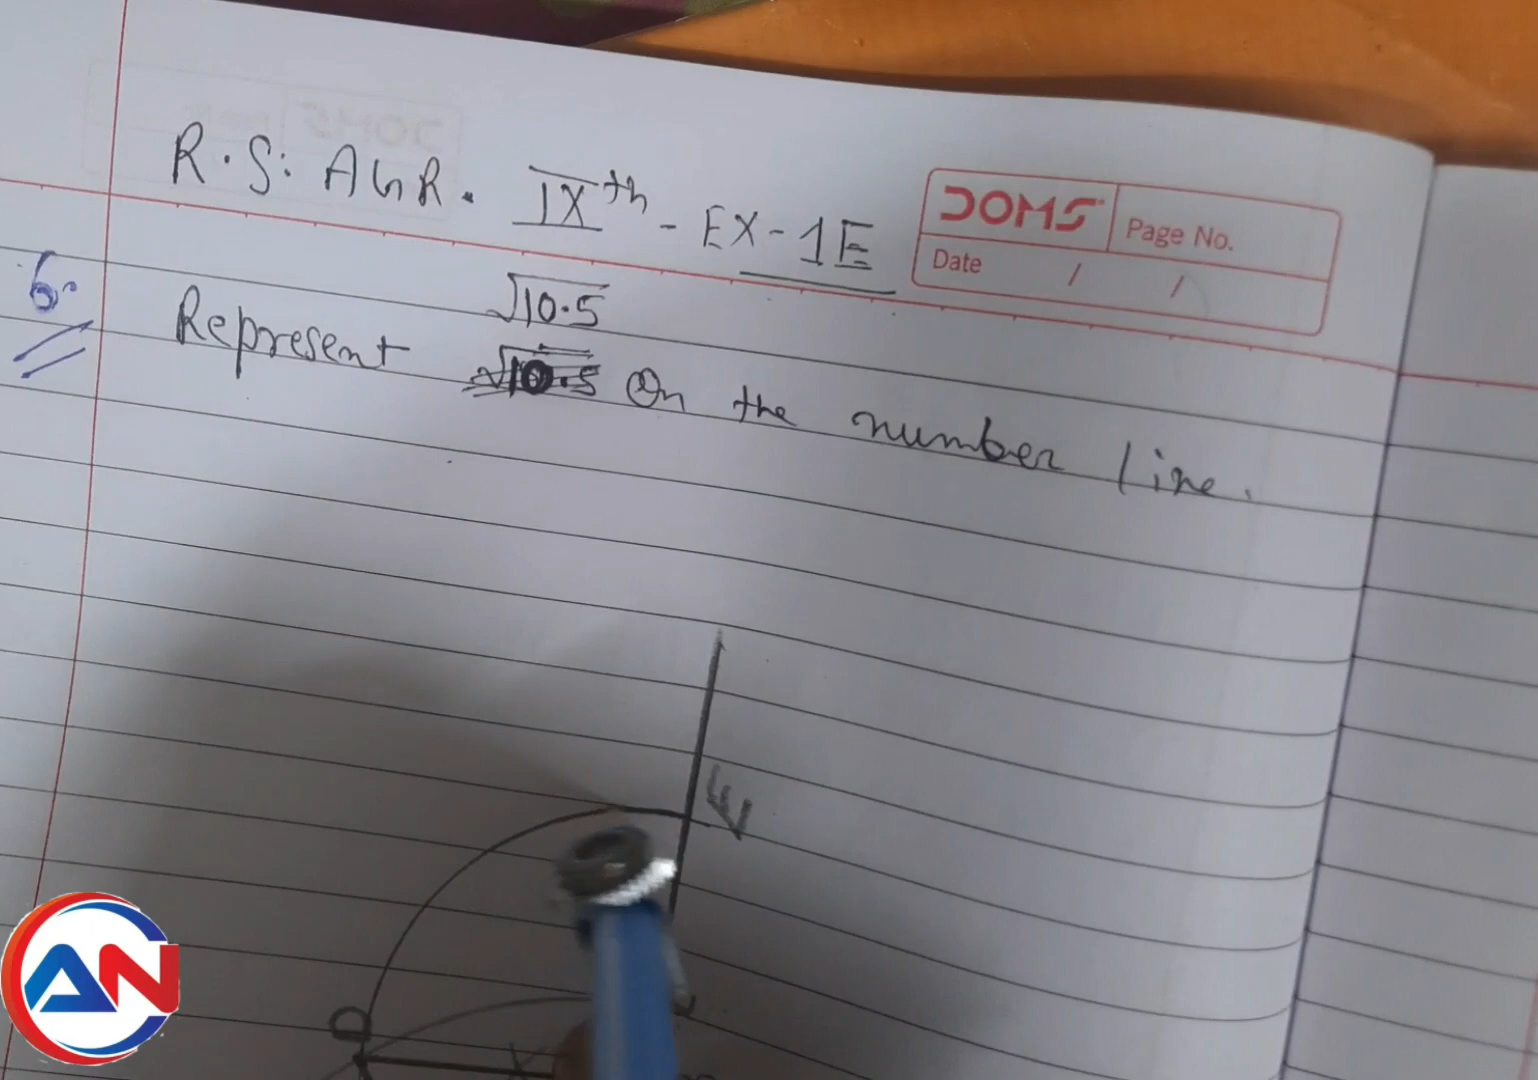 R.S. AGR. IXth - EX-1E
DOMS Page No.
Date / /
6.
√10.5
Represent √10.5 On the number line.
E
D
AN